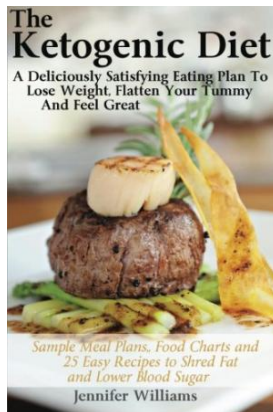 The
Ketogenic Diet
A Deliciously Satisfying Eating Plan To
Lose Weight, Flatten Your Tummy
And Feel Great
Sample Meal Plans, Food Charts and
25 Easy Recipes to Shred Fat
and Lower Blood Sugar
Jennifer Williams